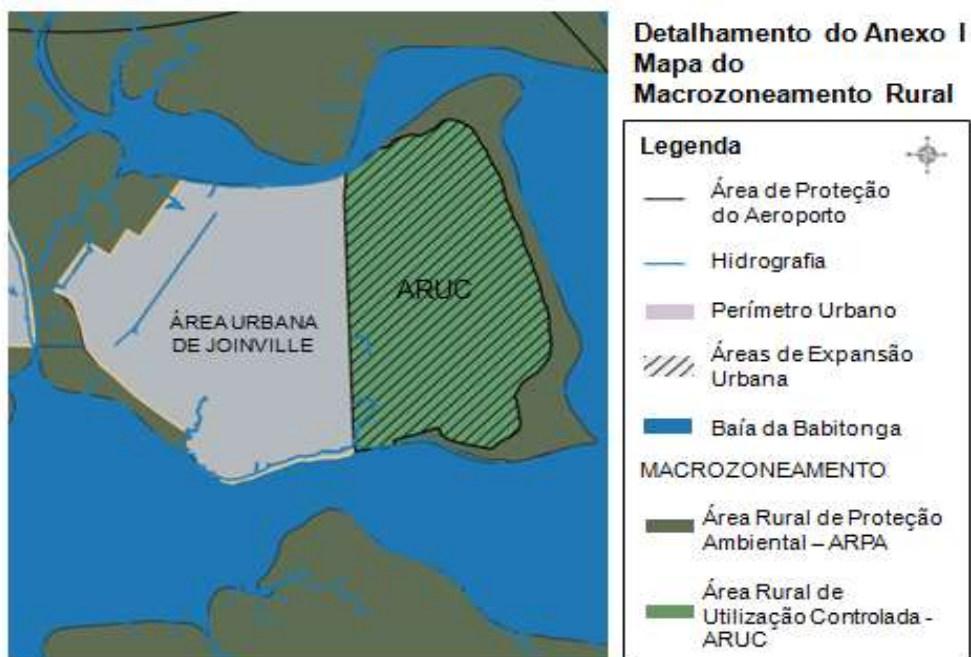 Detalhamento do Anexo I
Mapa do
Macrozoneamento Rural
Legenda
Área de Proteção
do Aeroporto
Hidrografia
Perímetro Urbano
Áreas de Expansão
Urbana
Baía da Babitonga
MACROZONEAMENTO
Área Rural de Proteção
Ambiental – ARPA
Área Rural de
Utilização Controlada -
ARUC
ÁREA URBANA
DE JOINVILLE
ARUC